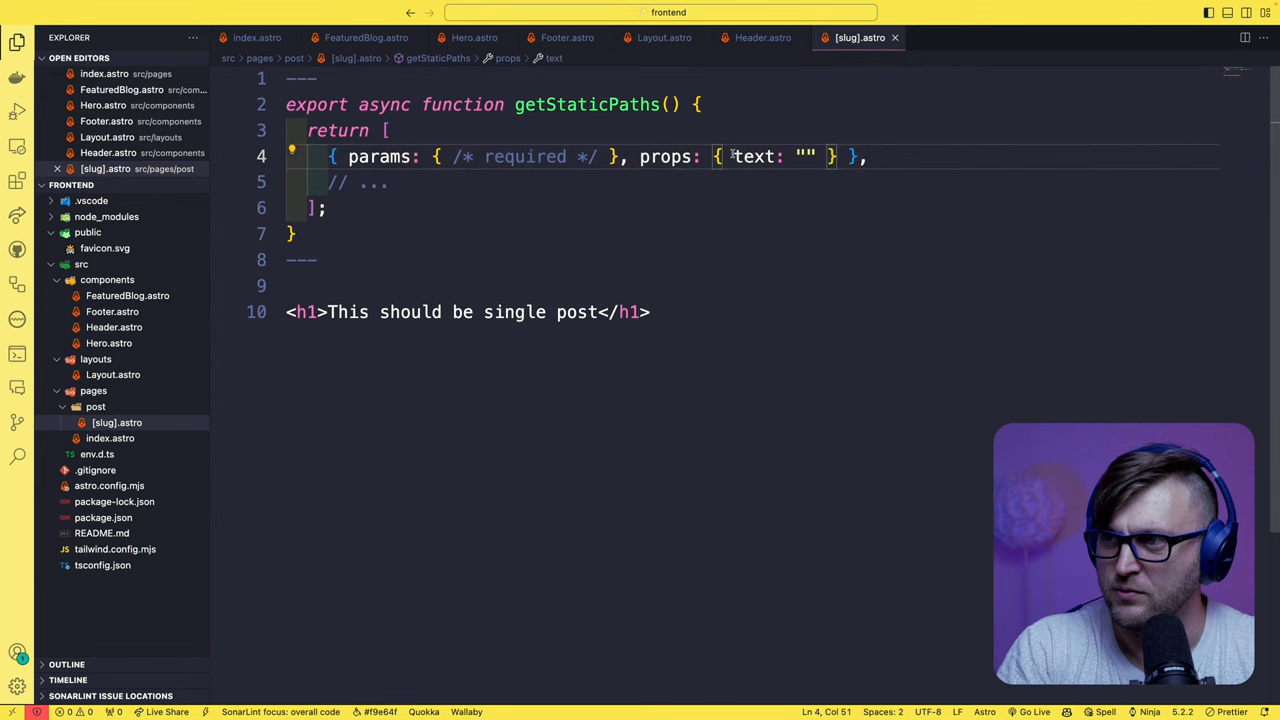 frontend
EXPLORER
OPEN EDITORS
index.astro src/pages
FeaturedBlog.astro src/com...
Hero.astro src/components
Footer.astro src/components
Layout.astro src/layouts
Header.astro src/components
[slug].astro src/pages/post
FRONTEND
.vscode
node_modules
public
favicon.svg
src
components
FeaturedBlog.astro
Footer.astro
Header.astro
Hero.astro
layouts
Layout.astro
pages
post
[slug].astro
index.astro
env.d.ts
.gitignore
astro.config.mjs
package-lock.json
package.json
README.md
tailwind.config.mjs
tsconfig.json
OUTLINE
TIMELINE
SONARLINT ISSUE LOCATIONS
index.astro FeaturedBlog.astro Hero.astro Footer.astro Layout.astro Header.astro [slug].astro
src > pages > post > [slug].astro > getStaticPaths > props > text
1 ---
2 export async function getStaticPaths() {
3 return [
4 { params: { /* required */ }, props: { text: "" } },
5 // ...
6 ];
7 }
8 ---
9
10 <h1>This should be single post</h1>
0 0 0 Live Share SonarLint focus: overall code #f9e64f Quokka Wallaby Ln 4, Col 51 Spaces: 2 UTF-8 LF Astro Go Live Spell Ninja 5.2.2 Prettier